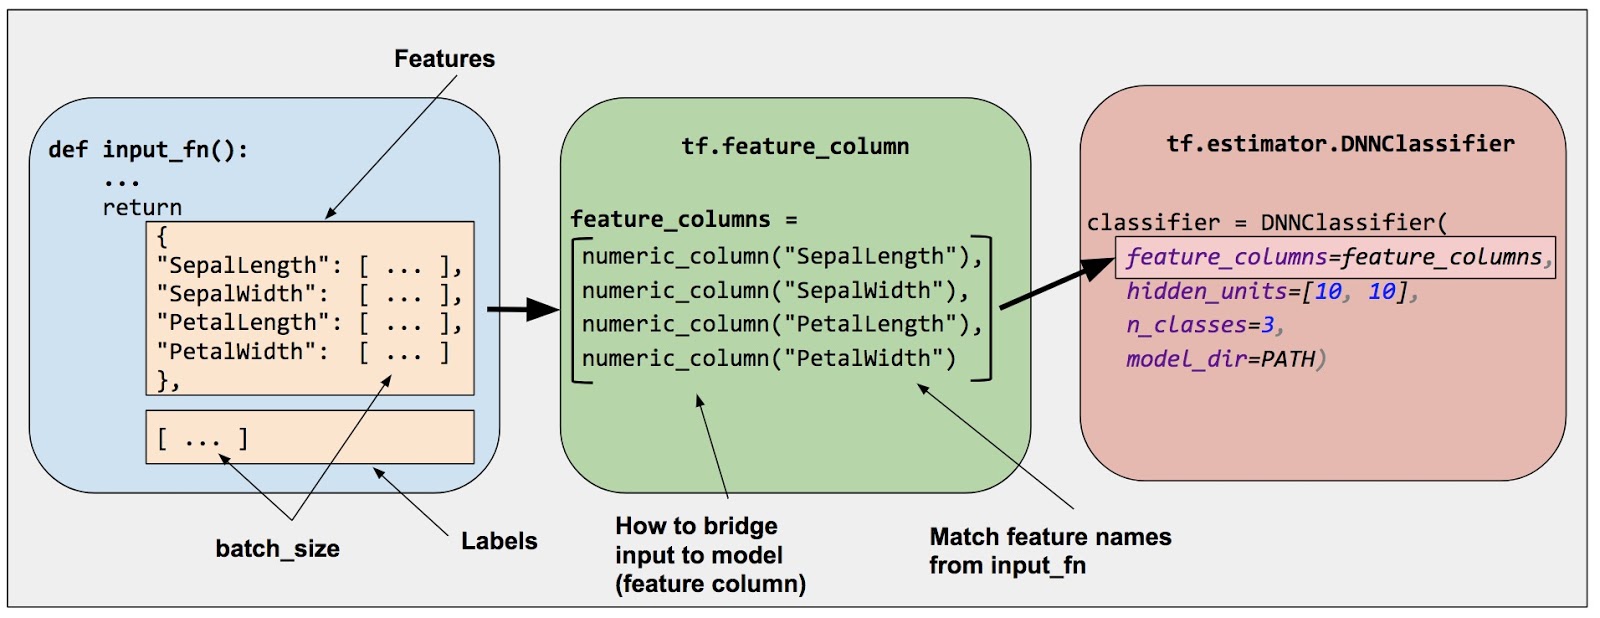 Features
def input_fn():
...
return
{
"SepalLength": [ ... ],
"SepalWidth": [ ... ],
"PetalLength": [ ... ],
"PetalWidth": [ ... ]
},
[ ... ]
batch_size
Labels
tf.feature_column
feature_columns =
numeric_column("SepalLength"),
numeric_column("SepalWidth"),
numeric_column("PetalLength"),
numeric_column("PetalWidth")
How to bridge
input to model
(feature column)
Match feature names
from input_fn
tf.estimator.DNNClassifier
classifier = DNNClassifier(
feature_columns=feature_columns,
hidden_units=[10, 10],
n_classes=3,
model_dir=PATH)